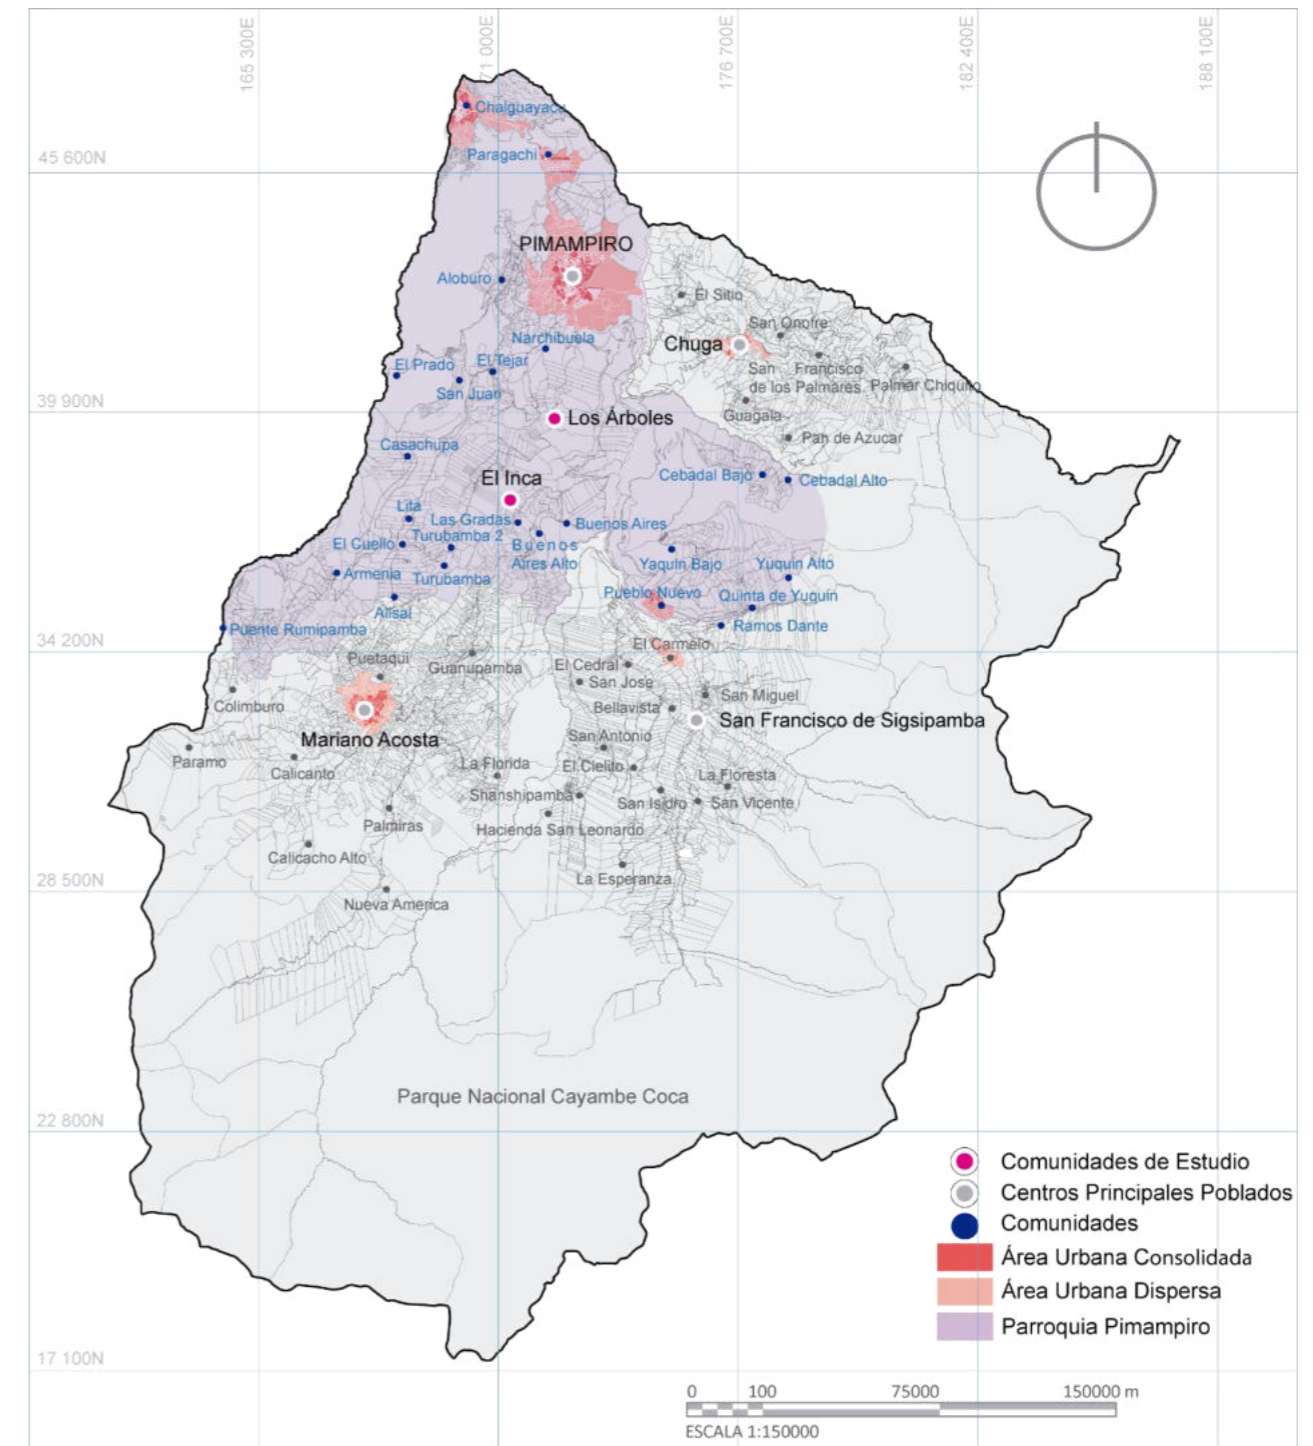 165 300E
171 000E
176 700E
182 400E
188 100E
Chalguayacu
Paragachi
45 600N
PIMAMPIRO
Aloburo
El Sitio
San Onofre
Narchibuela
Chuga
El Prado
El Tejar
San Juan
San Francisco
de los Palmares
Palmar Chiquito
39 900N
Guagala
Los Árboles
Pan de Azucar
Casachupa
El Inca
Cebadal Bajo
Cebadal Alto
Lita
Las Gradas
Buenos Aires
Turubamba 2
El Cuello
Buenos
Aires Alto
Yaquin Bajo
Yuquin Alto
Armenia
Turubamba
Pueblo Nuevo
Quinta de Yuquin
Alisal
Puente Rumipamba
Ramos Dante
34 200N
El Carmelo
Puetaqui
Guanupamba
El Cedral
San Jose
San Miguel
Colimburo
Bellavista
San Francisco de Sigsipamba
Mariano Acosta
San Antonio
Paramo
Calicanto
La Florida
El Cielito
La Floresta
Shanshipamba
San Isidro
San Vicente
Palmiras
Hacienda San Leonardo
Calicacho Alto
La Esperanza
28 500N
Nueva America
Parque Nacional Cayambe Coca
22 800N
Comunidades de Estudio
Centros Principales Poblados
Comunidades
Área Urbana Consolidada
Área Urbana Dispersa
Parroquia Pimampiro
17 100N
0 100 75000 150000 m
ESCALA 1:150000